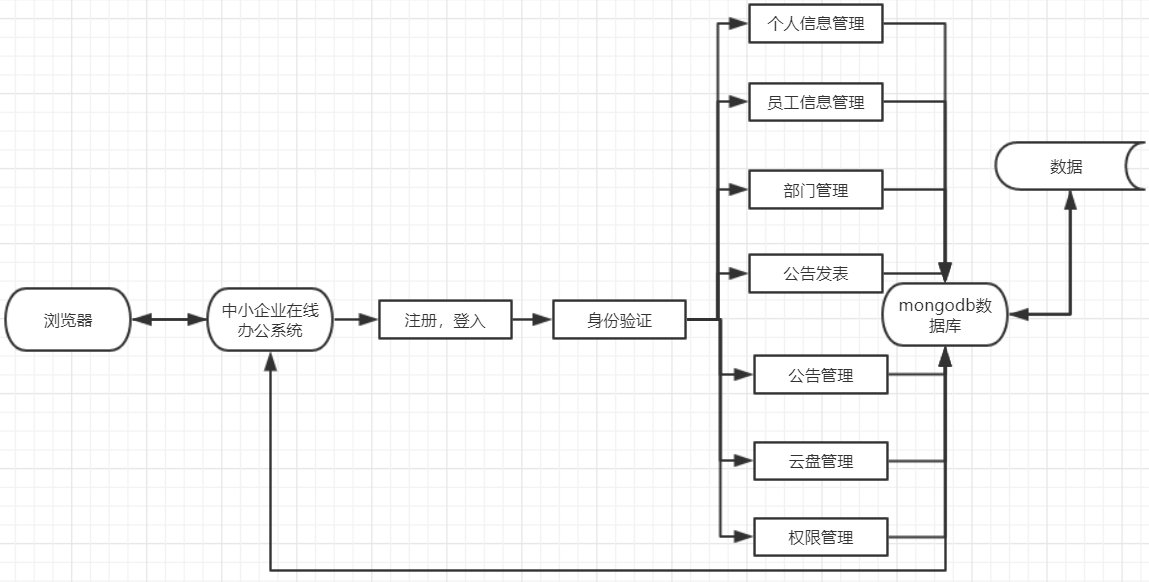 个人信息管理
员工信息管理
数据
部门管理
公告发表
浏览器
中小企业在线
办公系统
注册，登入
身份验证
mongodb数
据库
公告管理
云盘管理
权限管理